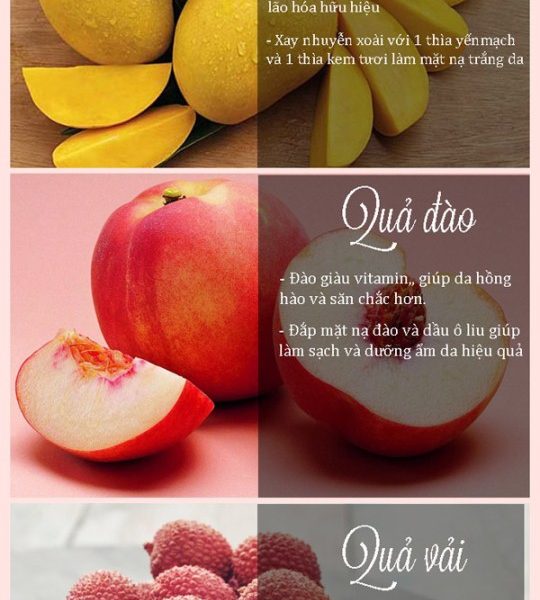 lão hóa hữu hiệu
- Xay nhuyễn xoài với 1 thìa yếnmạch
và 1 thìa kem tươi làm mặt nạ trắng da
Quả đào
- Đào giàu vitamin,, giúp da hồng
hào và săn chắc hơn.
- Đắp mặt nạ đào và dầu ô liu giúp
làm sạch và dưỡng ẩm da hiệu quả
Quả vải